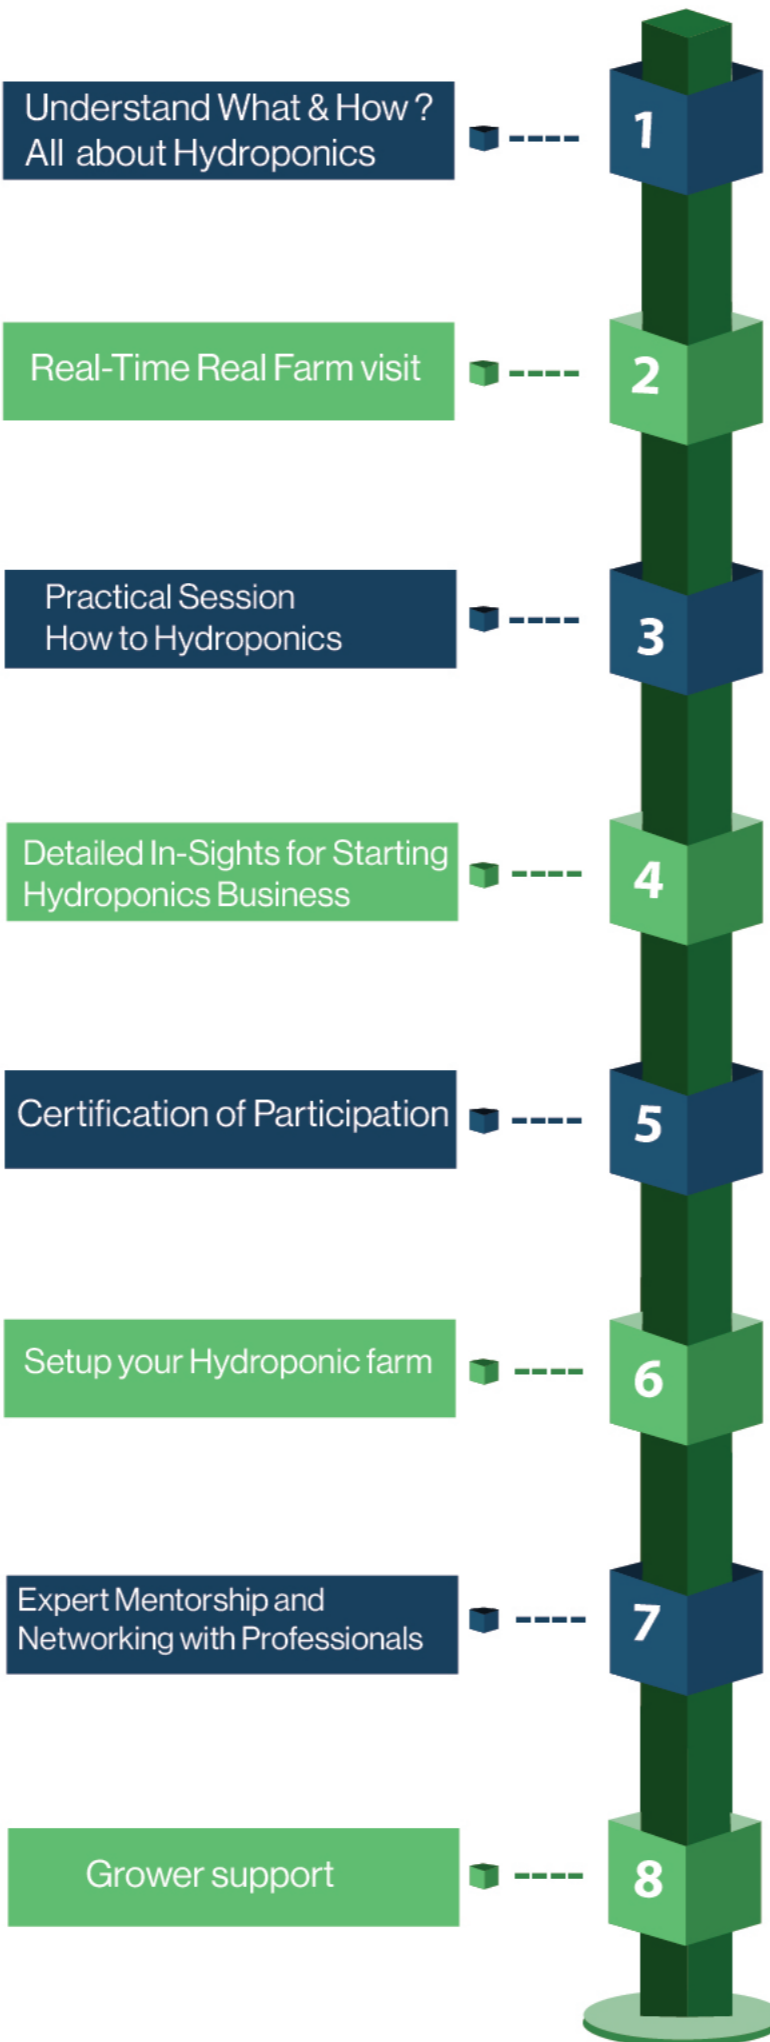 Understand What & How ?
All about Hydroponics
1
Real-Time Real Farm visit
2
Practical Session
How to Hydroponics
3
Detailed In-Sights for Starting
Hydroponics Business
4
Certification of Participation
5
Setup your Hydroponic farm
6
Expert Mentorship and
Networking with Professionals
7
Grower support
8